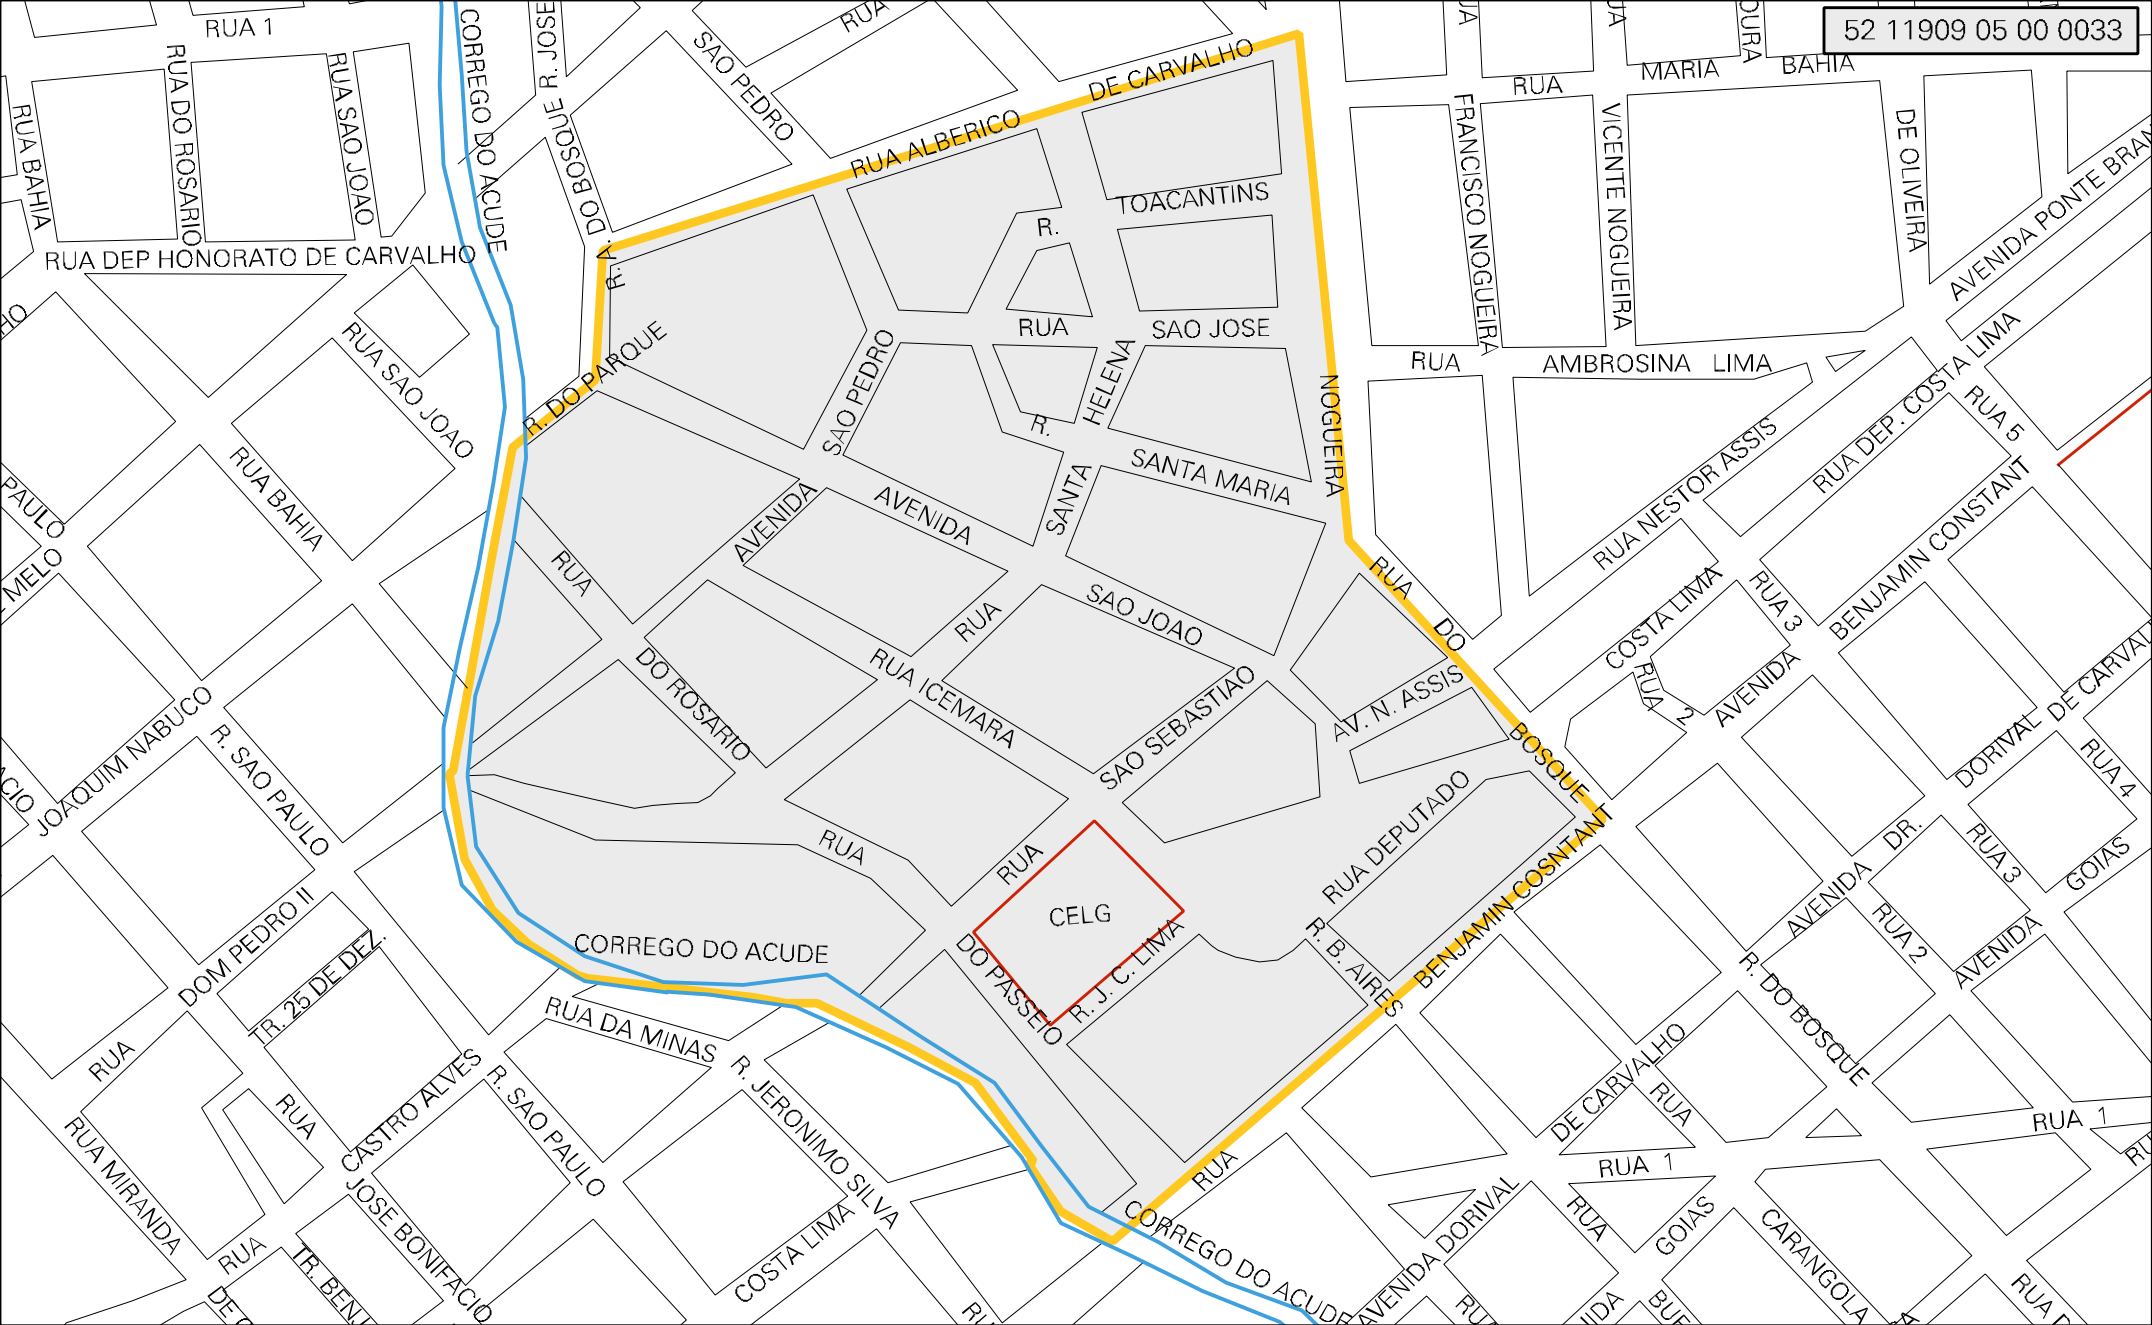 52 11909 05 00 0033
RUA 1
RUA
RUA BAHIA
RUA DO ROSARIO
RUA SAO JOAO
CORREGO DO ACUDE
R. A. DO BOSQUE R. JOSE
SAO PEDRO
RUA ALBERICO DE CARVALHO
RUA MARIA BAHIA
FRANCISCO NOGUEIRA
VICENTE NOGUEIRA
DE OLIVEIRA
AVENIDA PONTE BRAN
RUA DEP HONORATO DE CARVALHO
TOACANTINS
R.
RUA SAO JOSE
RUA AMBROSINA LIMA
RUA SAO JOAO
R. DO PARQUE
SAO PEDRO
SANTA HELENA
R. SANTA MARIA
NOGUEIRA
RUA BAHIA
PAULO
MELO
AVENIDA
AVENIDA SAO JOAO
RUA DO ROSARIO
RUA ICEMARA
RUA
SAO SEBASTIAO
RUA DO BOSQUE
AV. N. ASSIS
RUA NESTOR ASSIS
RUA DEP. COSTA LIMA
RUA 5
BENJAMIN CONSTANT
COSTA LIMA
RUA 3
RUA 2
AVENIDA
DORIVAL DE CARVAL
RUA 4
JOAQUIM NABUCO
R. SAO PAULO
ACIO
RUA DEPUTADO
BENJAMIN COSNTANT
RUA
RUA
CELG
DO PASSEIO
R. J. C. LIMA
R. B. AIRES
AVENIDA DR.
RUA 3
GOIAS
RUA 2
AVENIDA
R. DO BOSQUE
CORREGO DO ACUDE
DOM PEDRO II
TR. 25 DE DEZ.
RUA
RUA DA MINAS
CASTRO ALVES
RUA
R. SAO PAULO
R. JERONIMO SILVA
DE CARVALHO
RUA
RUA 1
RUA 1
RUA MIRANDA
JOSE BONIFACIO
RUA
TR. BENJ
COSTA LIMA
RUA
CORREGO DO ACUDE
AVENIDA DORIVAL
RUA
GOIAS
CARANGOLA